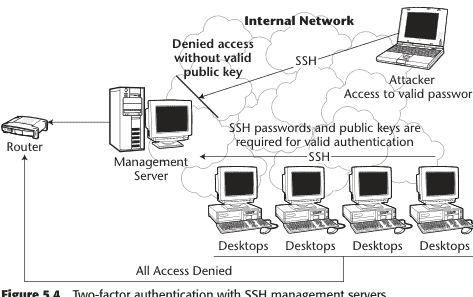 Internal Network
Denied access
without valid
public key
SSH
Attacker
Access to valid passwor
SSH passwords and public keys are
required for valid authentication
SSH
Router
Management
Server
Desktops
Desktops
Desktops
Desktops
All Access Denied
Figure 5.4 Two-factor authentication with SSH management servers